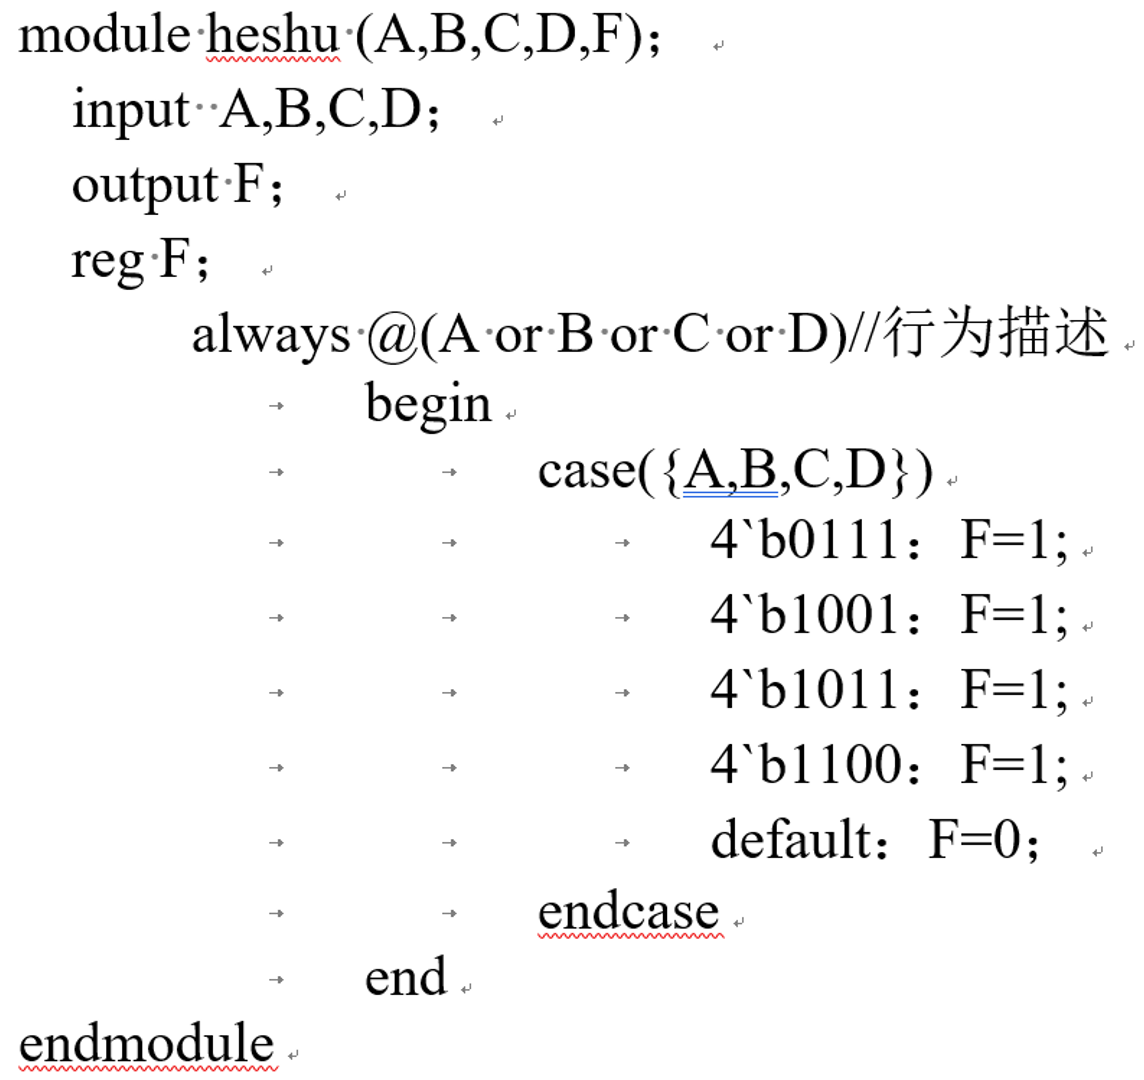 module heshu (A,B,C,D,F)；
input  A,B,C,D；
output F；
reg F；
always @(A or B or C or D)//行为描述
begin
case({A,B,C,D})
4`b0111：F=1;
4`b1001：F=1;
4`b1011：F=1;
4`b1100：F=1;
default：F=0；
endcase
end
endmodule